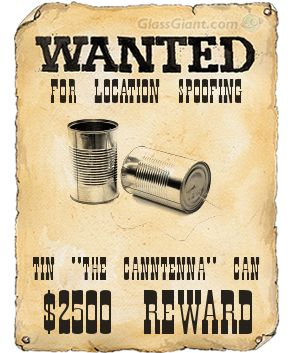 GlassGiant.com
WANTED
FOR LOCATION SPOOFING
TIN "THE CANNTENNA" CAN
$2500 REWARD